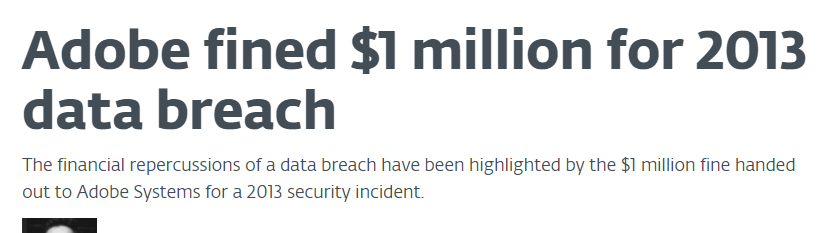 Adobe fined $1 million for 2013
data breach
The financial repercussions of a data breach have been highlighted by the $1 million fine handed
out to Adobe Systems for a 2013 security incident.